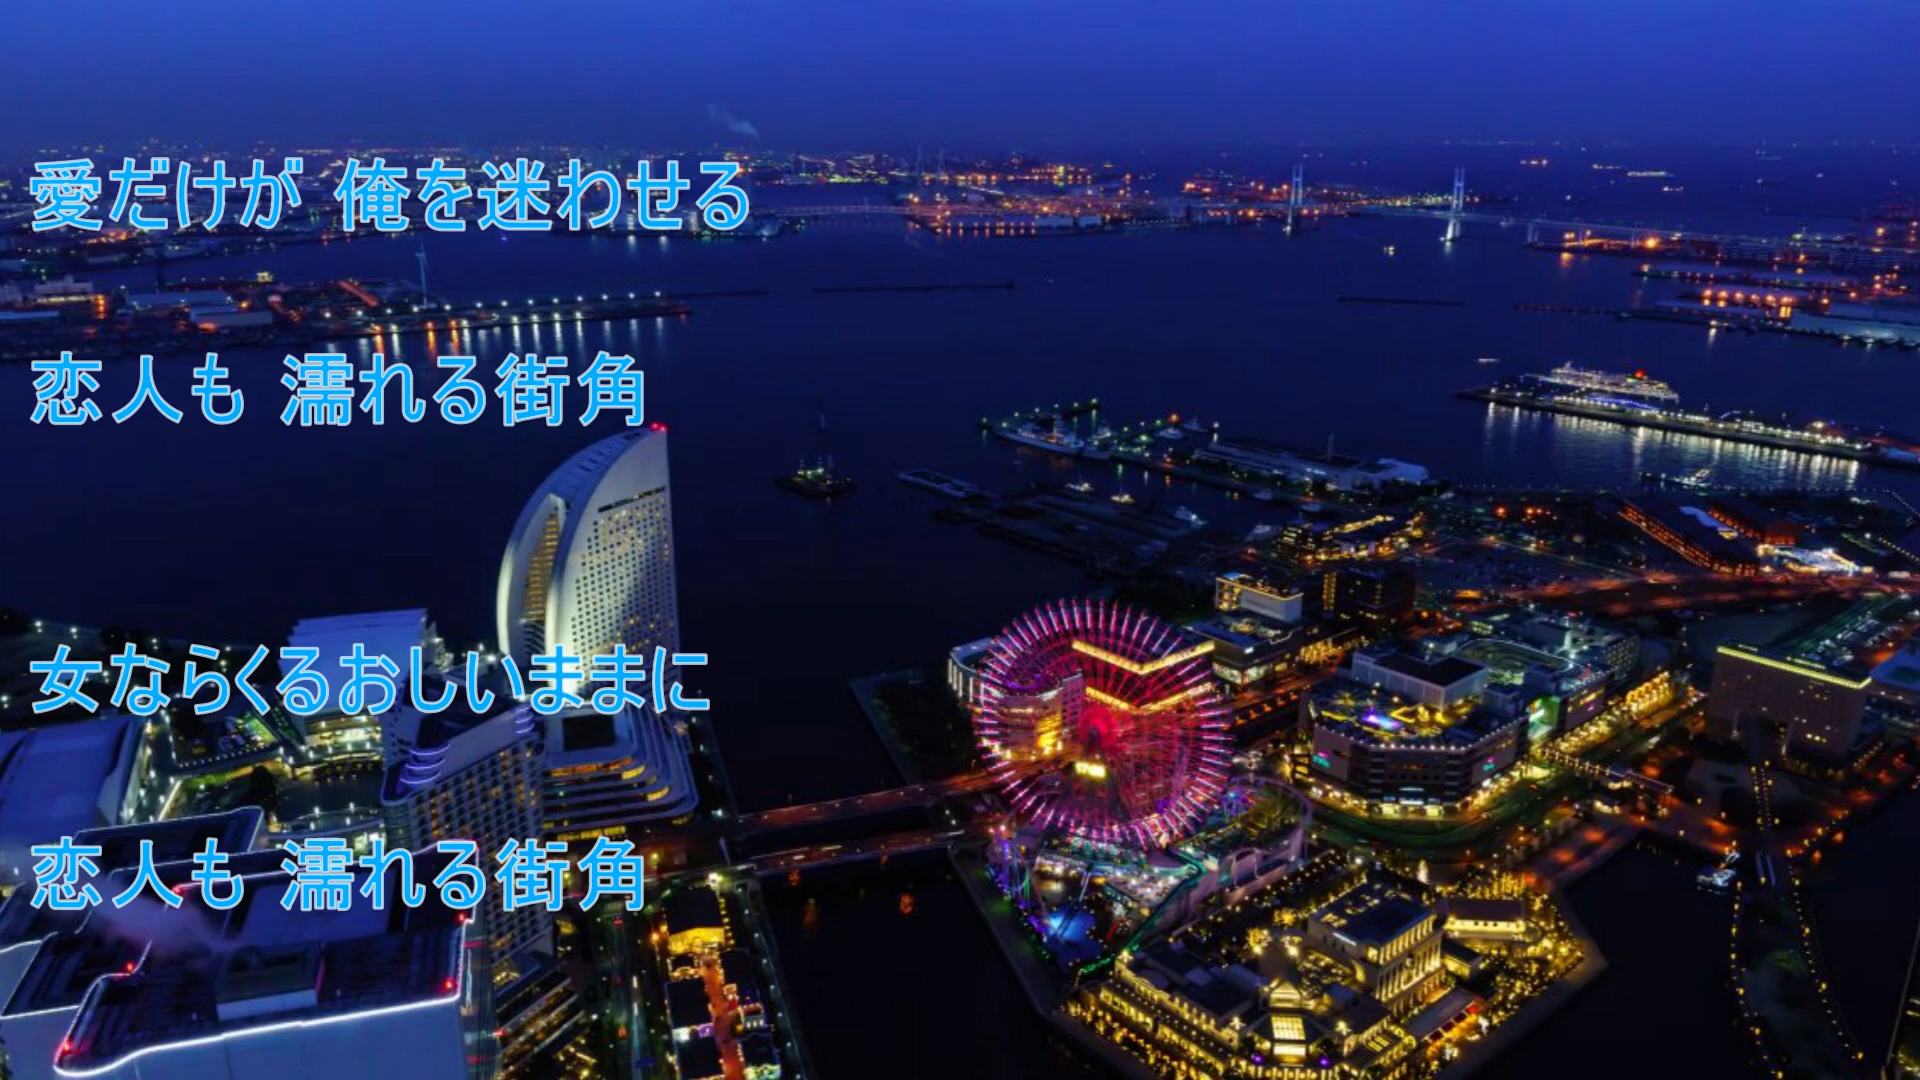 愛だけが 俺を迷わせる
恋人も 濡れる街角
女ならくるおしいままに
恋人も 濡れる街角